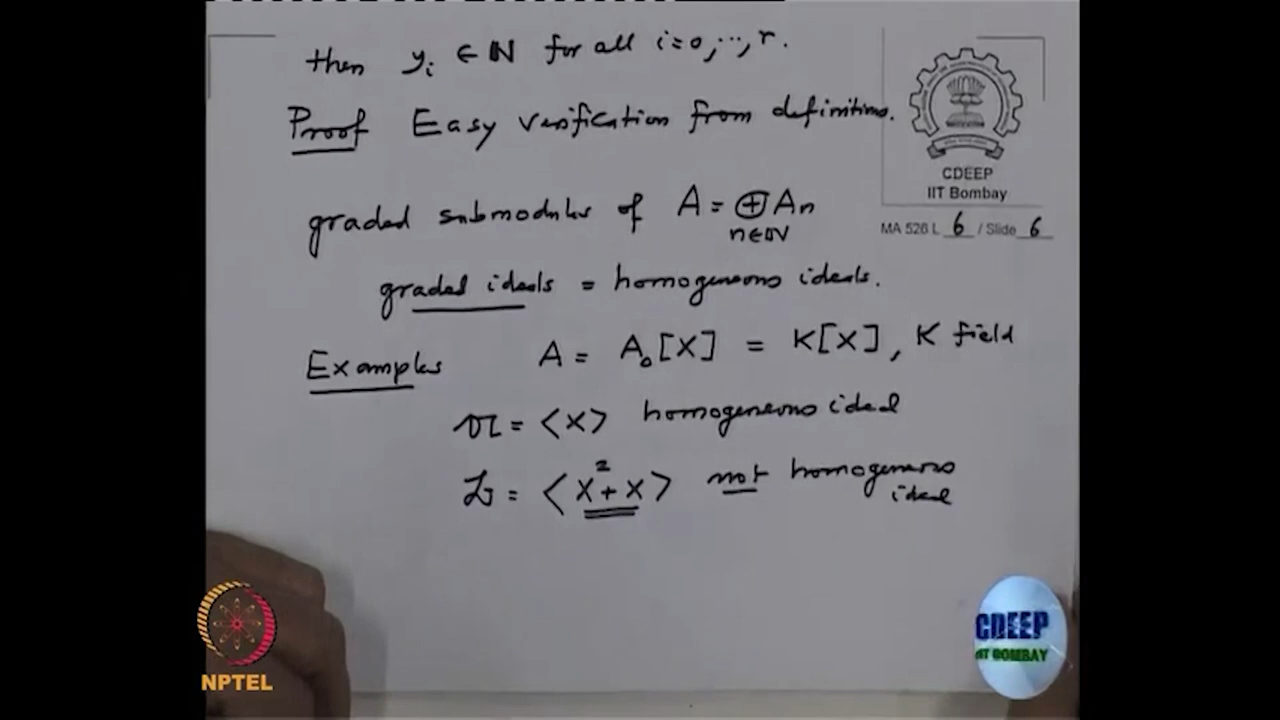 then yᵢ ∈ N for all i=0,⋯,r.
Proof Easy verification from definitions.
CDEEP
IIT Bombay
graded submodules of A = ⊕ Aₙ
n∈ℕ
MA 526 L 6 / Slide 6
graded ideals = homogeneous ideals.
Examples A = A₀[X] = K[X], K field
𝔄 = ⟨X⟩ homogeneous ideal
𝔅 = ⟨X²+X⟩ not homogeneous
ideal
CDEEP
IIT BOMBAY
NPTEL